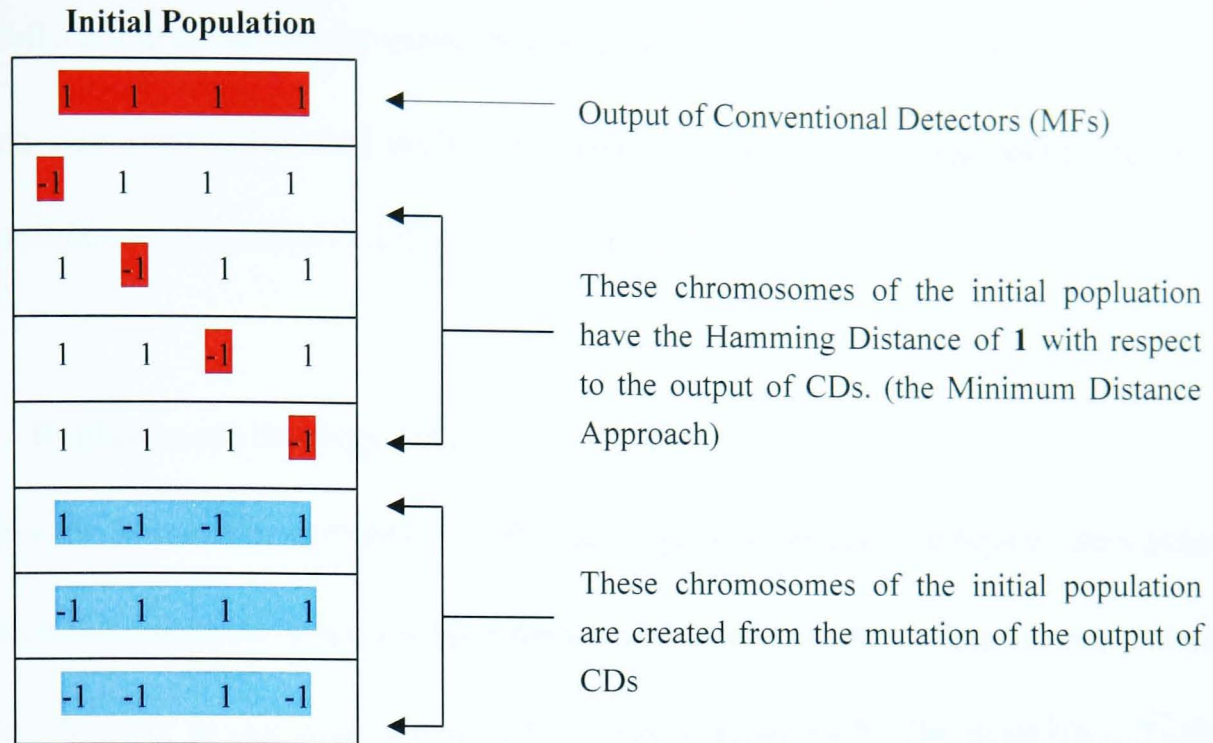 Initial Population
1 1 1 1
Output of Conventional Detectors (MFs)
-1 1 1 1
1 -1 1 1
1 1 -1 1
1 1 1 -1
These chromosomes of the initial popluation
have the Hamming Distance of 1 with respect
to the output of CDs. (the Minimum Distance
Approach)
1 -1 -1 1
-1 1 1 1
-1 -1 1 -1
These chromosomes of the initial population
are created from the mutation of the output of
CDs